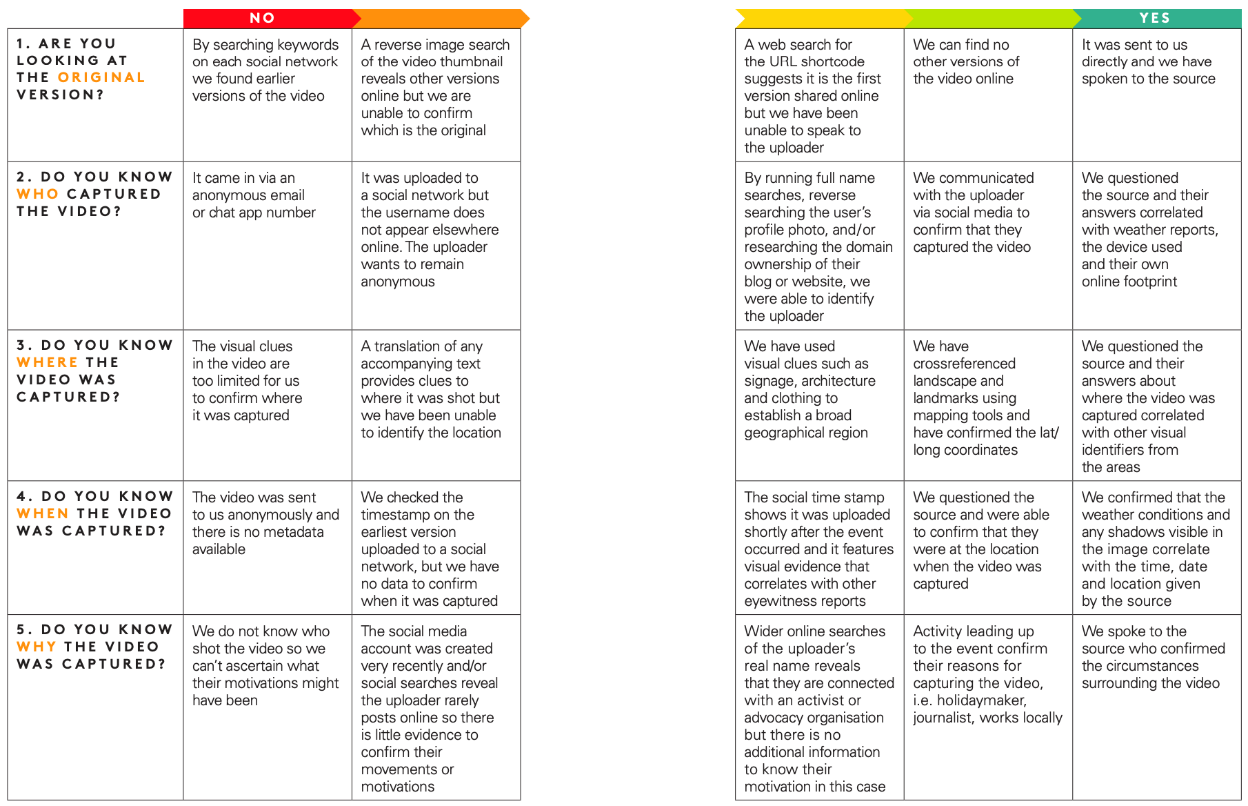 NO
YES
1. ARE YOU
LOOKING AT
THE ORIGINAL
VERSION?
By searching keywords
on each social network
we found earlier
versions of the video
A reverse image search
of the video thumbnail
reveals other versions
online but we are
unable to confirm
which is the original
A web search for
the URL shortcode
suggests it is the first
version shared online
but we have been
unable to speak to
the uploader
We can find no
other versions of
the video online
It was sent to us
directly and we have
spoken to the source
2. DO YOU KNOW
WHO CAPTURED
THE VIDEO?
It came in via an
anonymous email
or chat app number
It was uploaded to
a social network but
the username does
not appear elsewhere
online. The uploader
wants to remain
anonymous
By running full name
searches, reverse
searching the user's
profile photo, and/or
researching the domain
ownership of their
blog or website, we
were able to identify
the uploader
We communicated
with the uploader
via social media to
confirm that they
captured the video
We questioned
the source and their
answers correlated
with weather reports,
the device used
and their own
online footprint
3. DO YOU KNOW
WHERE THE
VIDEO WAS
CAPTURED?
The visual clues
in the video are
too limited for us
to confirm where
it was captured
A translation of any
accompanying text
provides clues to
where it was shot but
we have been unable
to identify the location
We have used
visual clues such as
signage, architecture
and clothing to
establish a broad
geographical region
We have
crossreferenced
landscape and
landmarks using
mapping tools and
have confirmed the lat/
long coordinates
We questioned the
source and their
answers about
where the video was
captured correlated
with other visual
identifiers from
the areas
4. DO YOU KNOW
WHEN THE VIDEO
WAS CAPTURED?
The video was sent
to us anonymously and
there is no metadata
available
We checked the
timestamp on the
earliest version
uploaded to a social
network, but we have
no data to confirm
when it was captured
The social time stamp
shows it was uploaded
shortly after the event
occurred and it features
visual evidence that
correlates with other
eyewitness reports
We questioned the
source and were able
to confirm that they
were at the location
when the video was
captured
We confirmed that the
weather conditions and
any shadows visible in
the image correlate
with the time, date
and location given
by the source
5. DO YOU KNOW
WHY THE VIDEO
WAS CAPTURED?
We do not know who
shot the video so we
can't ascertain what
their motivations might
have been
The social media
account was created
very recently and/or
social searches reveal
the uploader rarely
posts online so there
is little evidence to
confirm their
movements or
motivations
Wider online searches
of the uploader's
real name reveals
that they are connected
with an activist or
advocacy organisation
but there is no
additional information
to know their
motivation in this case
Activity leading up
to the event confirm
their reasons for
capturing the video,
i.e. holidaymaker,
journalist, works locally
We spoke to the
source who confirmed
the circumstances
surrounding the video